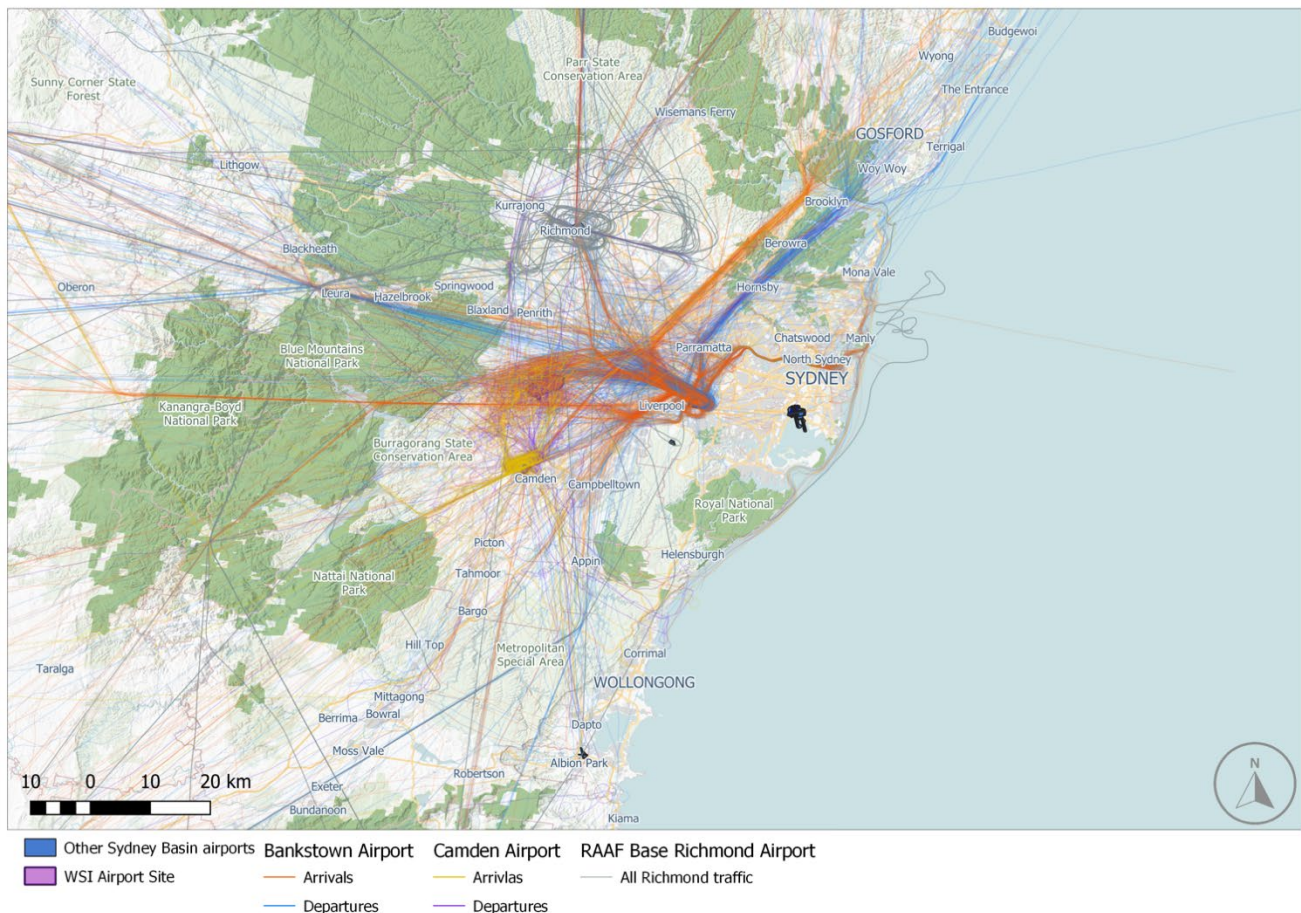 Budgewoi
Parr State
Conservation Area
Wyong
Sunny Corner State
Forest
The Entrance
Wisemans Ferry
GOSFORD
Terrigal
Lithgow
Woy Woy
Kurrajong
Brooklyn
Richmond
Berowra
Blackheath
Mona Vale
Oberon
Springwood
Hornsby
Leura
Hazelbrook
Blaxland
Penrith
Chatswood
Manly
Parramatta
Blue Mountains
National Park
North Sydney
SYDNEY
Kanangra-Boyd
National Park
Liverpool
Burragorang State
Conservation Area
Camden
Campbelltown
Royal National
Park
Picton
Helensburgh
Appin
Tahmoor
Nattai National
Park
Bargo
Hill Top
Metropolitan
Special Area
Corrimal
Taralga
WOLLONGONG
Mittagong
Berrima
Bowral
Dapto
Moss Vale
Albion Park
10 0 10 20 km
Robertson
Exeter
Bundanoon
Kiama
N
Other Sydney Basin airports
WSI Airport Site
Bankstown Airport
Arrivals
Departures
Camden Airport
Arrivlas
Departures
RAAF Base Richmond Airport
All Richmond traffic